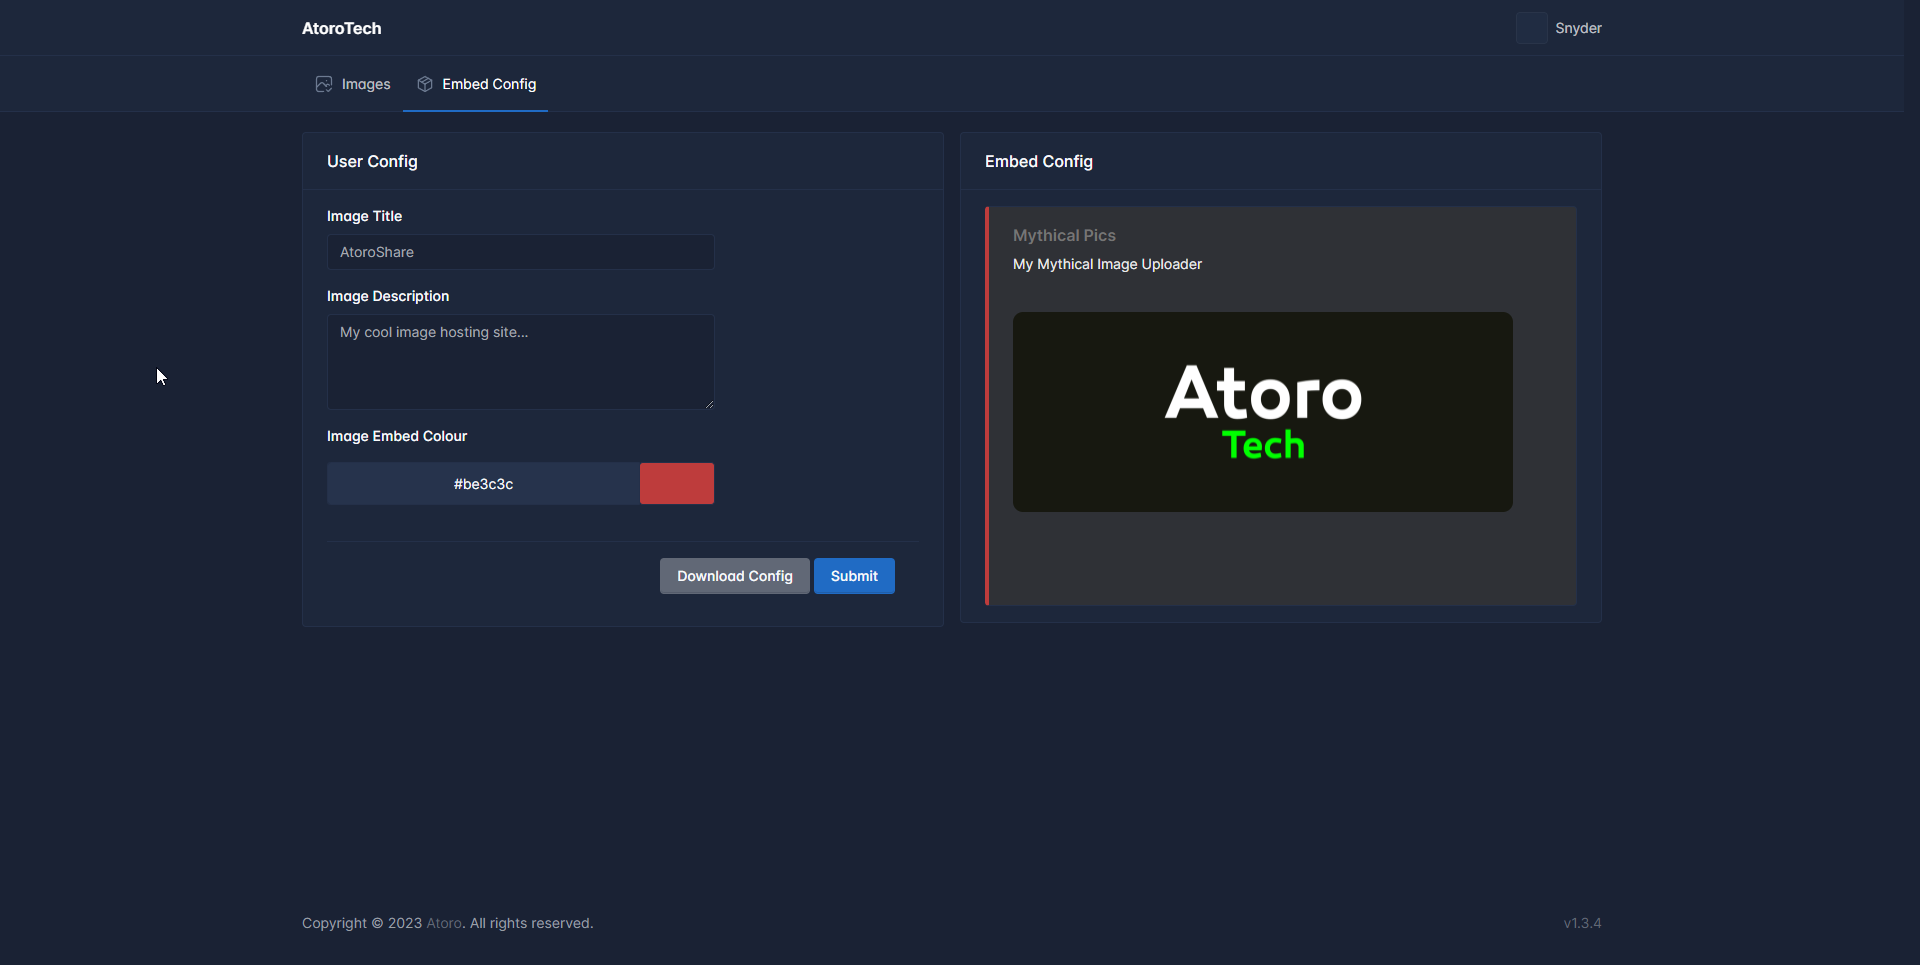 AtoroTech
Snyder
Images
Embed Config
User Config
Image Title
AtoroShare
Image Description
My cool image hosting site...
Image Embed Colour
#be3c3c
Download Config
Submit
Embed Config
Mythical Pics
My Mythical Image Uploader
Atoro
Tech
Copyright © 2023 Atoro. All rights reserved.
v1.3.4